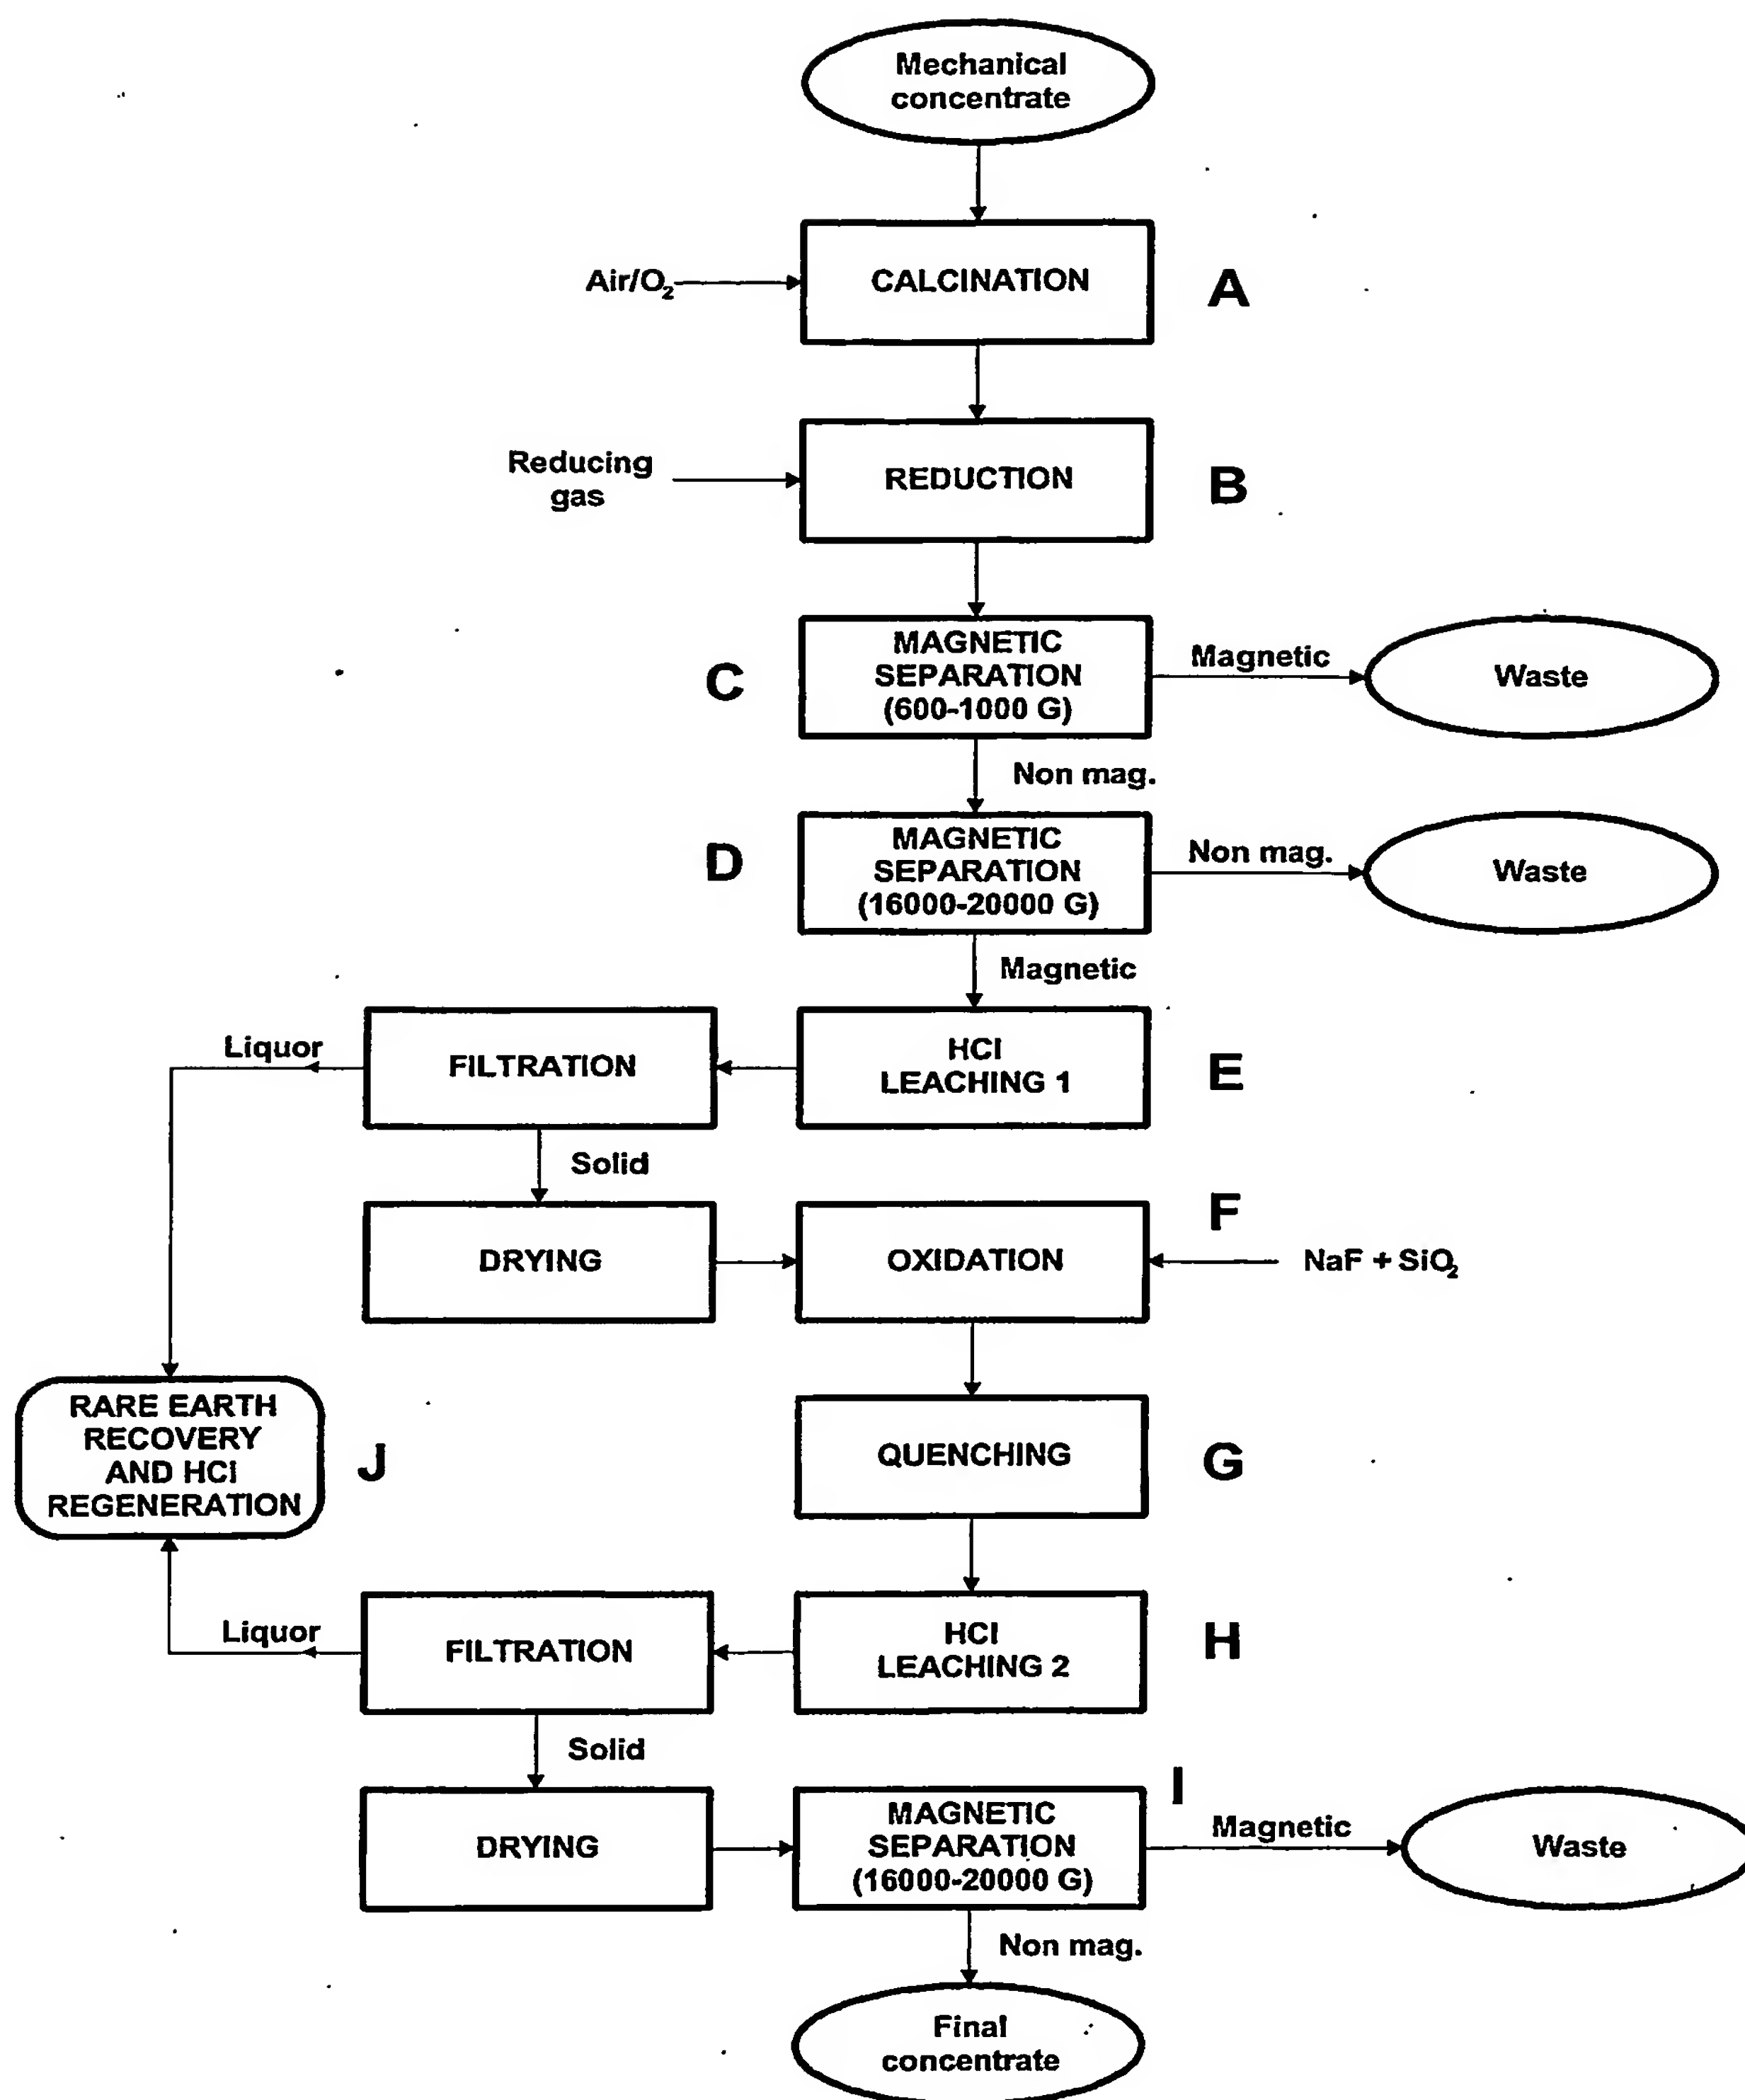 Mechanical
concentrate
Air/O2
CALCINATION
A
Reducing
gas
REDUCTION
B
C
MAGNETIC
SEPARATION
(600-1000 G)
Magnetic
Waste
Non mag.
D
MAGNETIC
SEPARATION
(16000-20000 G)
Non mag.
Waste
Magnetic
Liquor
FILTRATION
HCl
LEACHING 1
E
Solid
DRYING
OXIDATION
F
NaF + SiO2
RARE EARTH
RECOVERY
AND HCl
REGENERATION
J
QUENCHING
G
Liquor
FILTRATION
HCl
LEACHING 2
H
Solid
DRYING
MAGNETIC
SEPARATION
(16000-20000 G)
I
Magnetic
Waste
Non mag.
Final
concentrate